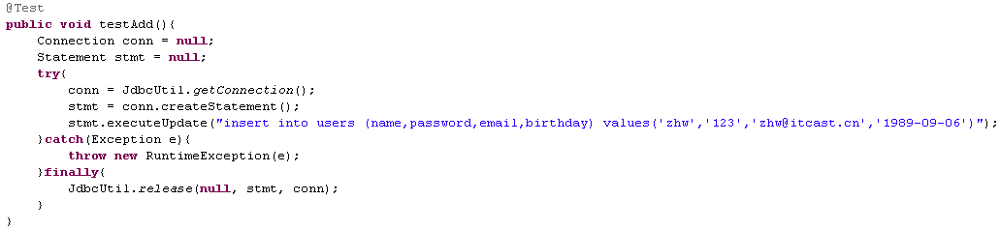 @Test
public void testAdd(){
    Connection conn = null;
    Statement stmt = null;
    try{
        conn = JdbcUtil.getConnection();
        stmt = conn.createStatement();
        stmt.executeUpdate("insert into users (name,password,email,birthday) values('zhw','123','zhw@itcast.cn','1989-09-06')");
    }catch(Exception e){
        throw new RuntimeException(e);
    }finally{
        JdbcUtil.release(null, stmt, conn);
    }
}